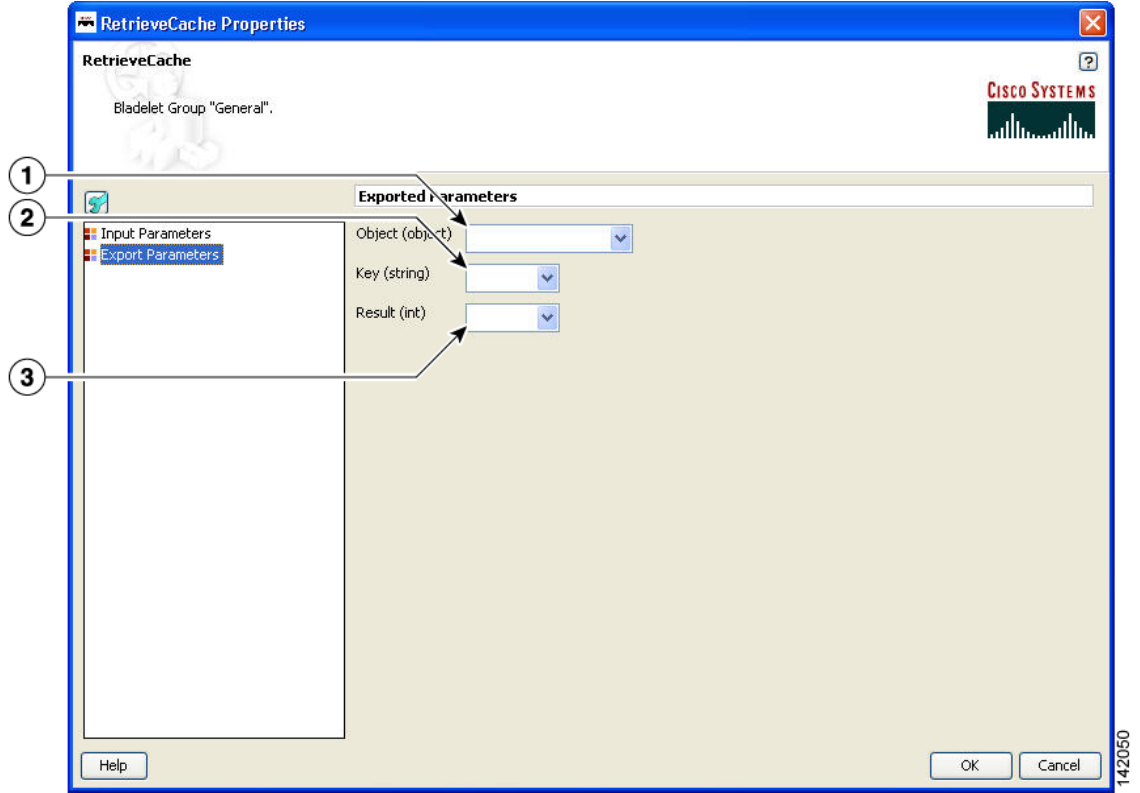 RetrieveCache Properties
RetrieveCache
?
Bladelet Group "General".
CISCO SYSTEMS
1
Exported Parameters
2
Input Parameters
Object (object)
Export Parameters
Key (string)
Result (int)
3
Help
OK
Cancel
142050